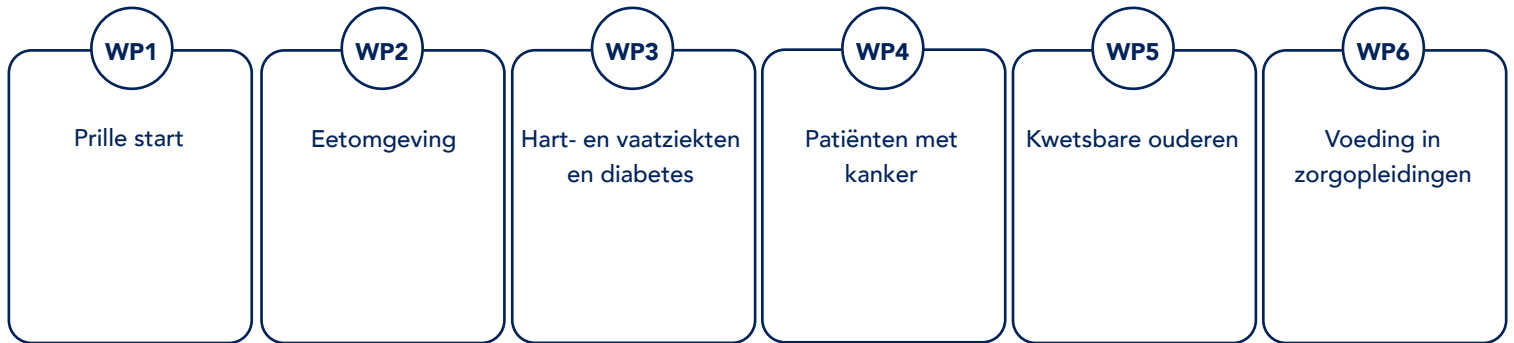 WP1
Prille start
WP2
Eetomgeving
WP3
Hart- en vaatziekten
en diabetes
WP4
Patiënten met
kanker
WP5
Kwetsbare ouderen
WP6
Voeding in
zorgopleidingen